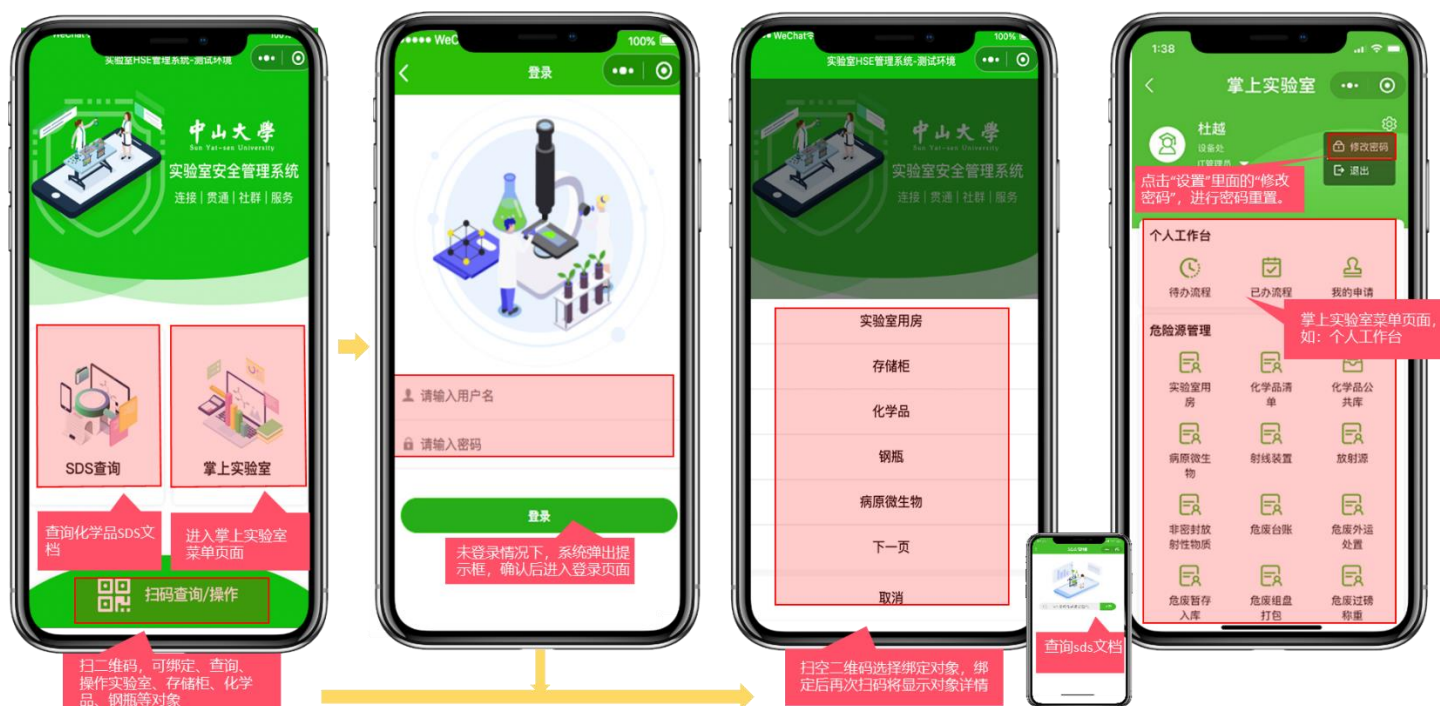 WeChat
100%
实验室HSE管理系统-测试环境
中山大學
Sun Yat-sen University
实验室安全管理系统
连接 | 贯通 | 社群 | 服务
SDS查询
掌上实验室
查询化学品SDS文
档
进入掌上实验室
菜单页面
扫码查询/操作
扫二维码，可绑定、查询、
操作实验室、存储柜、化学
品、钢瓶等对象
WeC
100%
登录
请输入用户名
请输入密码
登录
未登录情况下，系统弹出提
示框，确认后进入登录页面
WeChat
100%
实验室HSE管理系统-测试环境
中山大學
Sun Yat-sen University
实验室安全管理系统
连接 | 贯通 | 社群 | 服务
实验室用房
存储柜
化学品
钢瓶
病原微生物
下一页
取消
扫空二维码选择绑定对象，绑
定后再次扫码将显示对象详情
查询sds文档
1:38
掌上实验室
杜越
设备处
IT管理员
修改密码
退出
点击“设置”里面的“修改
密码”，进行密码重置。
个人工作台
待办流程 已办流程 我的申请
掌上实验室菜单页面，
如：个人工作台
危险源管理
实验室用 化学品清 化学品公
房 单 共库
病原微生 射线装置 放射源
物
非密封放 危废台账 危废外运
射性物质 处置
危废暂存 危废组盘 危废过磅
入库 打包 称重